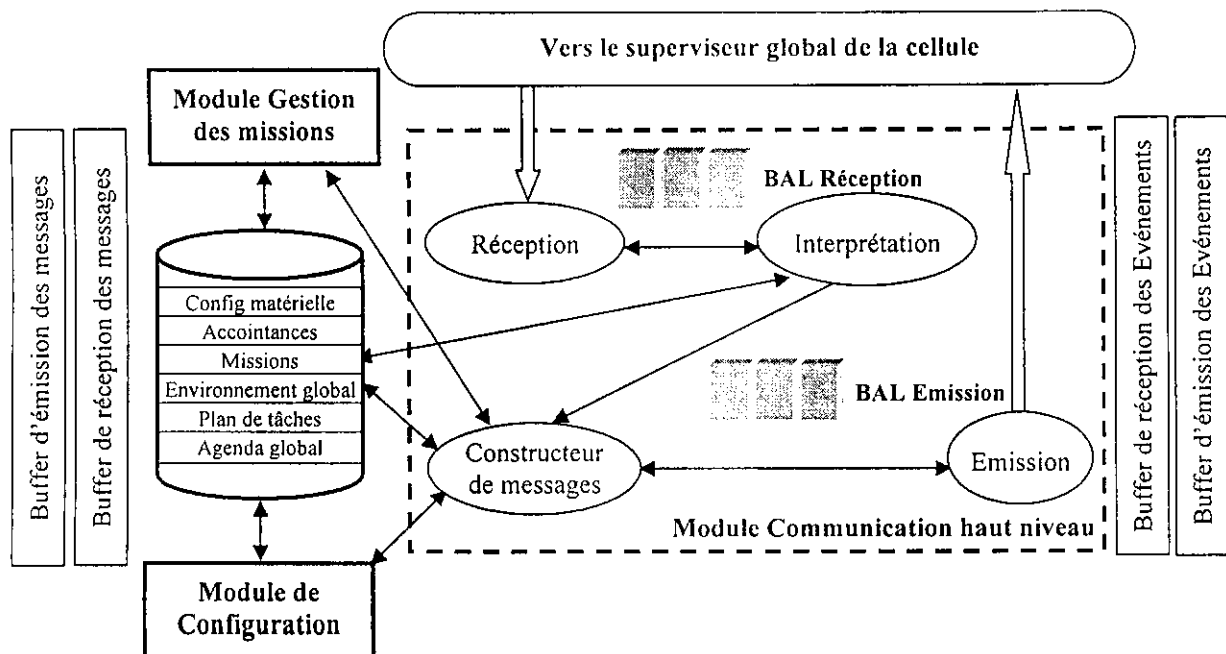 Vers le superviseur global de la cellule
Module Gestion
des missions
Buffer d'émission des messages
Buffer de réception des messages
Config matérielle
Accointances
Missions
Environnement global
Plan de tâches
Agenda global
BAL Réception
Réception
Interprétation
BAL Emission
Constructeur
de messages
Emission
Module Communication haut niveau
Buffer de réception des Evénements
Buffer d'émission des Evénements
Module de
Configuration